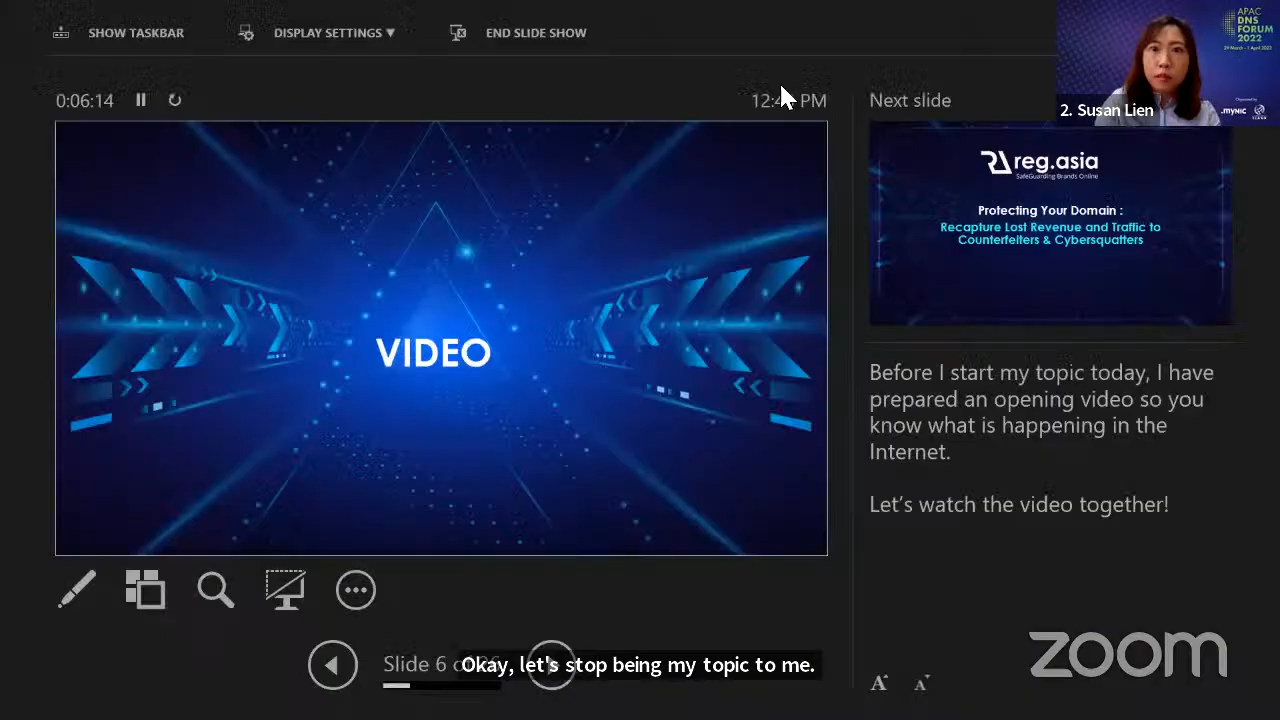 SHOW TASKBAR
DISPLAY SETTINGS ▼
END SLIDE SHOW
APAC
DNS
FORUM
2022
2. Susan Lien
.mYNIC
0:06:14
PM
Next slide
VIDEO
reg.asia
SafeGuarding Brands Online
Protecting Your Domain :
Recapture Lost Revenue and Traffic to
Counterfeiters & Cybersquatters
Before I start my topic today, I have
prepared an opening video so you
know what is happening in the
Internet.
Let's watch the video together!
Slide 6
Okay, let's stop being my topic to me.
zoom